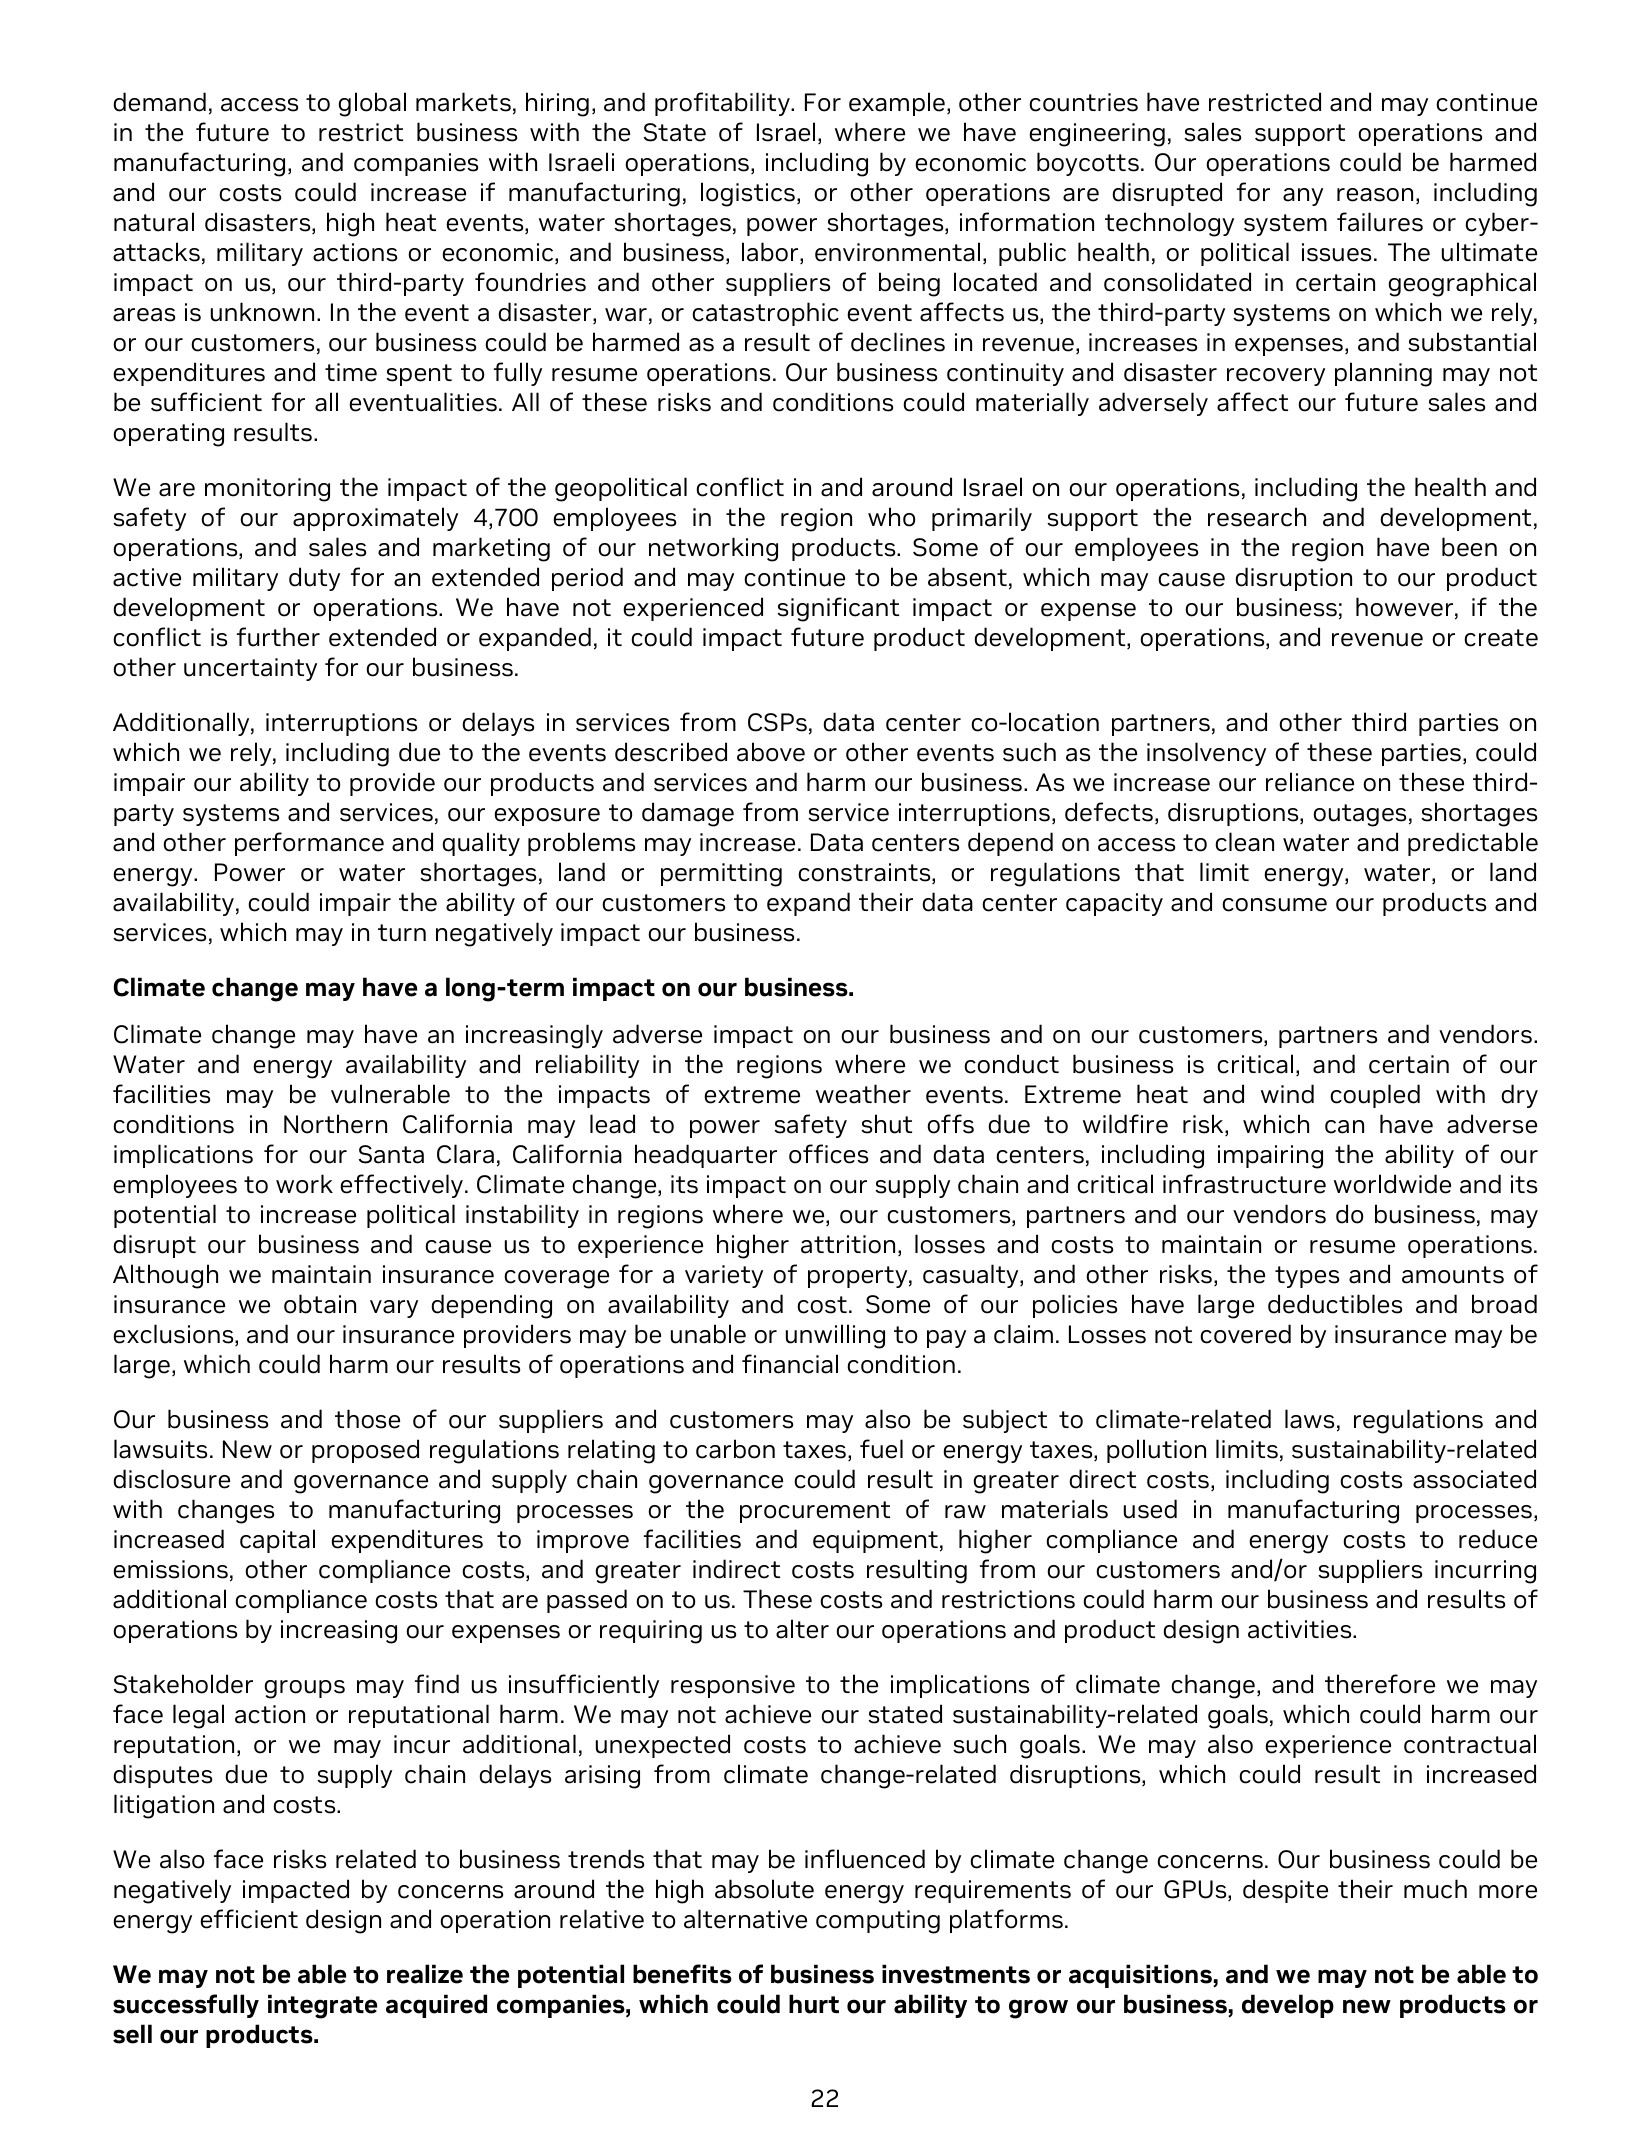 demand, access to global markets, hiring, and profitability. For example, other countries have restricted and may continue
in the future to restrict business with the State of Israel, where we have engineering, sales support operations and
manufacturing, and companies with Israeli operations, including by economic boycotts. Our operations could be harmed
and our costs could increase if manufacturing, logistics, or other operations are disrupted for any reason, including
natural disasters, high heat events, water shortages, power shortages, information technology system failures or cyber-
attacks, military actions or economic, and business, labor, environmental, public health, or political issues. The ultimate
impact on us, our third-party foundries and other suppliers of being located and consolidated in certain geographical
areas is unknown. In the event a disaster, war, or catastrophic event affects us, the third-party systems on which we rely,
or our customers, our business could be harmed as a result of declines in revenue, increases in expenses, and substantial
expenditures and time spent to fully resume operations. Our business continuity and disaster recovery planning may not
be sufficient for all eventualities. All of these risks and conditions could materially adversely affect our future sales and
operating results.
We are monitoring the impact of the geopolitical conflict in and around Israel on our operations, including the health and
safety of our approximately 4,700 employees in the region who primarily support the research and development,
operations, and sales and marketing of our networking products. Some of our employees in the region have been on
active military duty for an extended period and may continue to be absent, which may cause disruption to our product
development or operations. We have not experienced significant impact or expense to our business; however, if the
conflict is further extended or expanded, it could impact future product development, operations, and revenue or create
other uncertainty for our business.
Additionally, interruptions or delays in services from CSPs, data center co-location partners, and other third parties on
which we rely, including due to the events described above or other events such as the insolvency of these parties, could
impair our ability to provide our products and services and harm our business. As we increase our reliance on these third-
party systems and services, our exposure to damage from service interruptions, defects, disruptions, outages, shortages
and other performance and quality problems may increase. Data centers depend on access to clean water and predictable
energy. Power or water shortages, land or permitting constraints, or regulations that limit energy, water, or land
availability, could impair the ability of our customers to expand their data center capacity and consume our products and
services, which may in turn negatively impact our business.
Climate change may have a long-term impact on our business.
Climate change may have an increasingly adverse impact on our business and on our customers, partners and vendors.
Water and energy availability and reliability in the regions where we conduct business is critical, and certain of our
facilities may be vulnerable to the impacts of extreme weather events. Extreme heat and wind coupled with dry
conditions in Northern California may lead to power safety shut offs due to wildfire risk, which can have adverse
implications for our Santa Clara, California headquarter offices and data centers, including impairing the ability of our
employees to work effectively. Climate change, its impact on our supply chain and critical infrastructure worldwide and its
potential to increase political instability in regions where we, our customers, partners and our vendors do business, may
disrupt our business and cause us to experience higher attrition, losses and costs to maintain or resume operations.
Although we maintain insurance coverage for a variety of property, casualty, and other risks, the types and amounts of
insurance we obtain vary depending on availability and cost. Some of our policies have large deductibles and broad
exclusions, and our insurance providers may be unable or unwilling to pay a claim. Losses not covered by insurance may be
large, which could harm our results of operations and financial condition.
Our business and those of our suppliers and customers may also be subject to climate-related laws, regulations and
lawsuits. New or proposed regulations relating to carbon taxes, fuel or energy taxes, pollution limits, sustainability-related
disclosure and governance and supply chain governance could result in greater direct costs, including costs associated
with changes to manufacturing processes or the procurement of raw materials used in manufacturing processes,
increased capital expenditures to improve facilities and equipment, higher compliance and energy costs to reduce
emissions, other compliance costs, and greater indirect costs resulting from our customers and/or suppliers incurring
additional compliance costs that are passed on to us. These costs and restrictions could harm our business and results of
operations by increasing our expenses or requiring us to alter our operations and product design activities.
Stakeholder groups may find us insufficiently responsive to the implications of climate change, and therefore we may
face legal action or reputational harm. We may not achieve our stated sustainability-related goals, which could harm our
reputation, or we may incur additional, unexpected costs to achieve such goals. We may also experience contractual
disputes due to supply chain delays arising from climate change-related disruptions, which could result in increased
litigation and costs.
We also face risks related to business trends that may be influenced by climate change concerns. Our business could be
negatively impacted by concerns around the high absolute energy requirements of our GPUs, despite their much more
energy efficient design and operation relative to alternative computing platforms.
We may not be able to realize the potential benefits of business investments or acquisitions, and we may not be able to
successfully integrate acquired companies, which could hurt our ability to grow our business, develop new products or
sell our products.
22